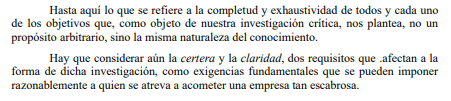 Hasta aquí lo que se refiere a la completud y exhaustividad de todos y cada uno
de los objetivos que, como objeto de nuestra investigación crítica, nos plantea, no un
propósito arbitrario, sino la misma naturaleza del conocimiento.
Hay que considerar aún la certera y la claridad, dos requisitos que .afectan a la
forma de dicha investigación, como exigencias fundamentales que se pueden imponer
razonablemente a quien se atreva a acometer una empresa tan escabrosa.